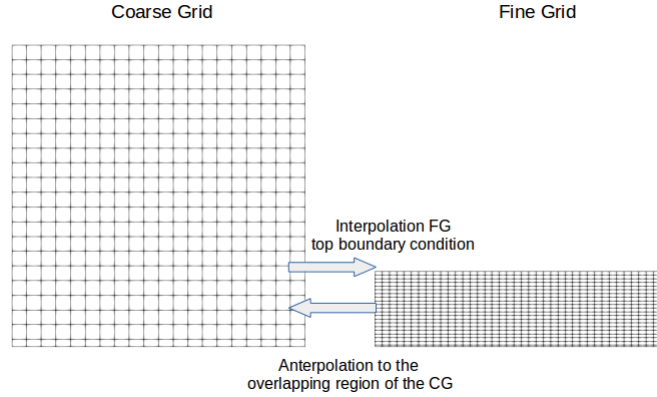 Coarse Grid
Fine Grid
Interpolation FG
top boundary condition
Anterpolation to the
overlapping region of the CG